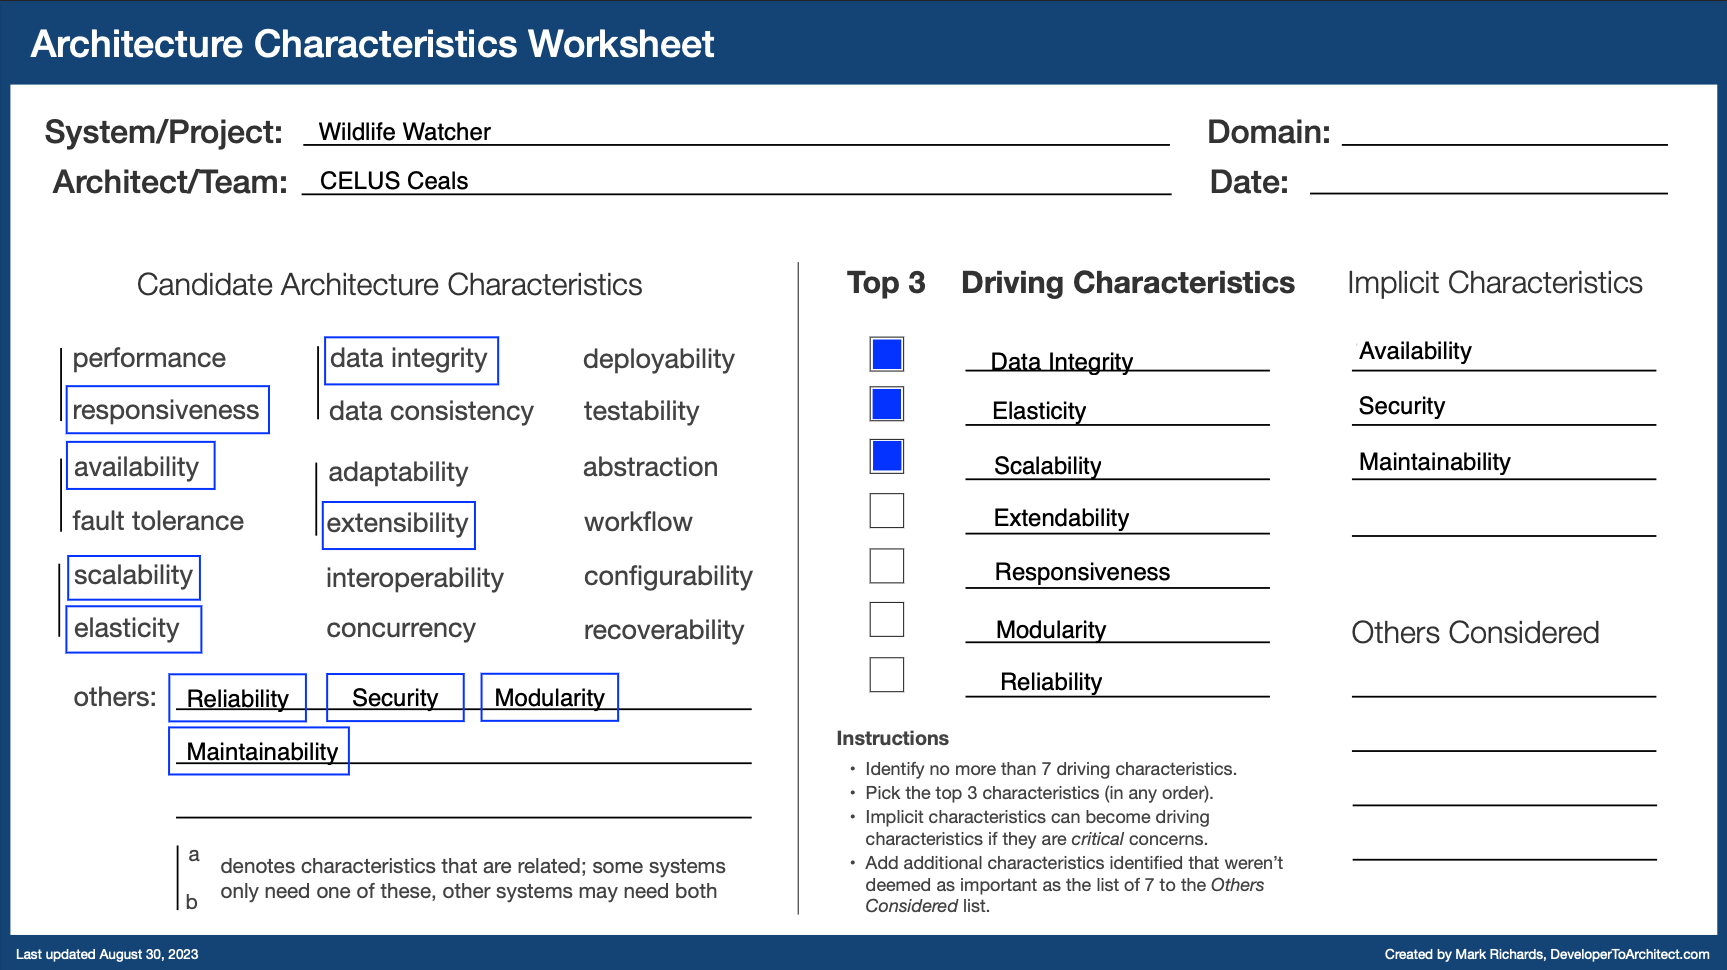 Architecture Characteristics Worksheet
System/Project: Wildlife Watcher
Domain:
Architect/Team: CELUS Ceals
Date:
Candidate Architecture Characteristics
performance
responsiveness
availability
fault tolerance
scalability
elasticity
data integrity
data consistency
adaptability
extensibility
interoperability
concurrency
deployability
testability
abstraction
workflow
configurability
recoverability
others: Reliability Security Modularity
Maintainability
a
b
denotes characteristics that are related; some systems
only need one of these, other systems may need both
Top 3 Driving Characteristics
Data Integrity
Elasticity
Scalability
Extendability
Responsiveness
Modularity
Reliability
Instructions
• Identify no more than 7 driving characteristics.
• Pick the top 3 characteristics (in any order).
• Implicit characteristics can become driving
characteristics if they are critical concerns.
• Add additional characteristics identified that weren’t
deemed as important as the list of 7 to the Others
Considered list.
Implicit Characteristics
Availability
Security
Maintainability
Others Considered
Last updated August 30, 2023
Created by Mark Richards, DeveloperToArchitect.com